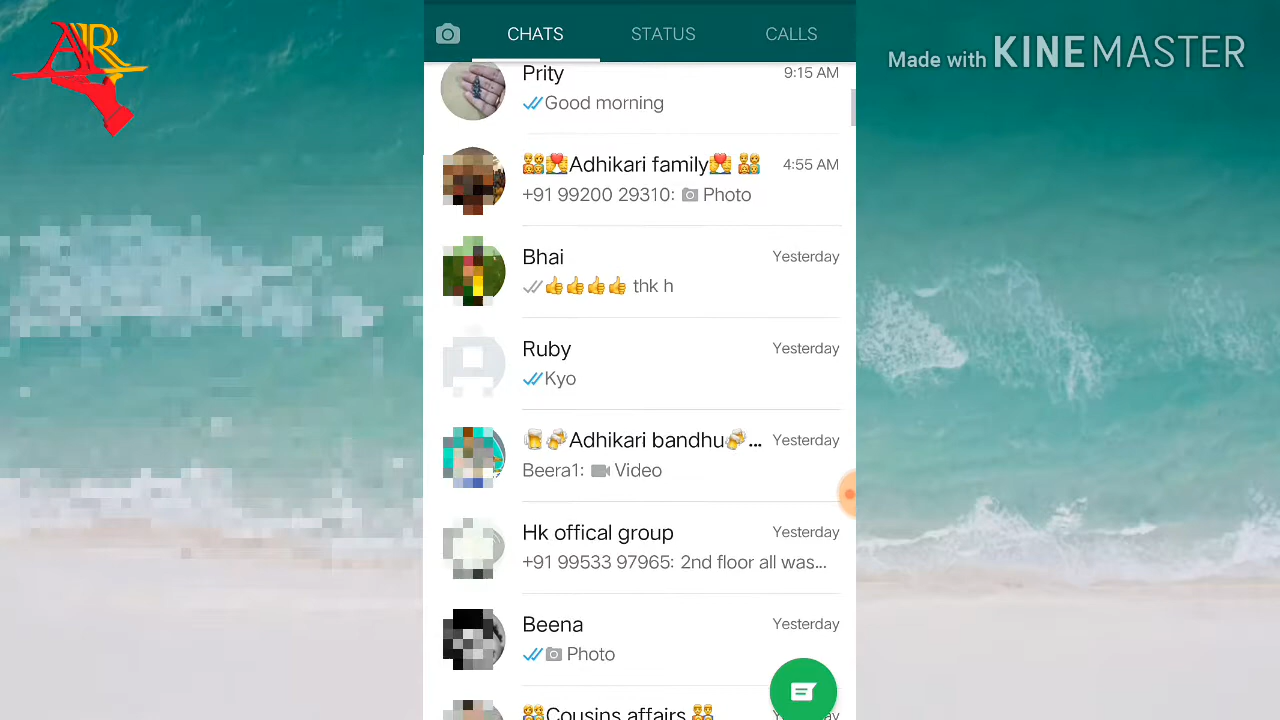 AR
CHATS STATUS CALLS
Made with KINEMASTER
Prity 9:15 AM
Good morning
👨‍👩‍👧‍👦💏Adhikari family💏👨‍👩‍👧‍👦 4:55 AM
+91 99200 29310: Photo
Bhai Yesterday
👍👍👍👍 thk h
Ruby Yesterday
Kyo
🍺🍻Adhikari bandhu🍻... Yesterday
Beera1: Video
Hk offical group Yesterday
+91 99533 97965: 2nd floor all was...
Beena Yesterday
Photo
Cousins affairs